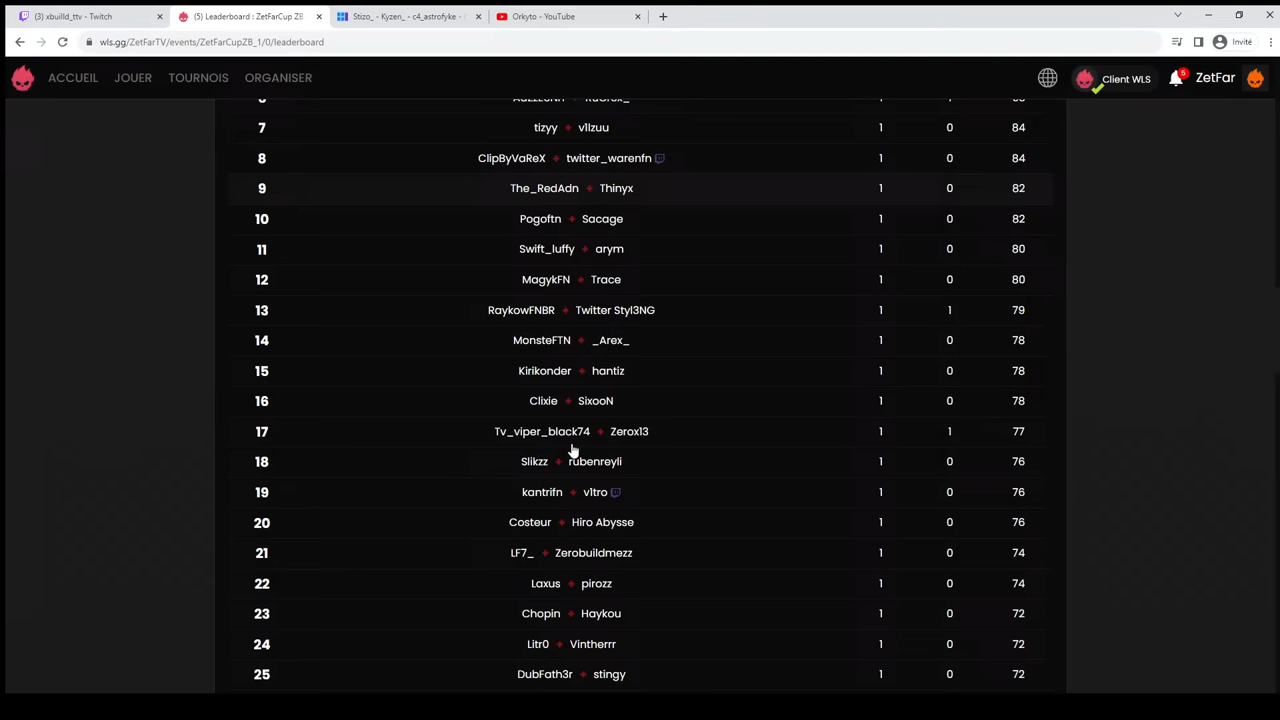 (3) xbuild_ttv - Twitch
(5) Leaderboard : ZetFarCup ZB
Stizo_ - Kyzen_ - c4_astrofyke -
Orkyto - YouTube
wls.gg/ZetFarTV/events/ZetFarCupZB_1/0/leaderboard
Invité
ACCUEIL JOUER TOURNOIS ORGANISER
Client WLS 5 ZetFar
7 tizyy v1lzuu 1 0 84
8 ClipByVaReX twitter_warenfn 1 0 84
9 The_RedAdn Thinyx 1 0 82
10 Pogoftn Sacage 1 0 82
11 Swift_luffy arym 1 0 80
12 MagykFN Trace 1 0 80
13 RaykowFNBR Twitter Styl3NG 1 1 79
14 MonsteFTN _Arex_ 1 0 78
15 Kirikonder hantiz 1 0 78
16 Clixie SixooN 1 0 78
17 Tv_viper_black74 Zerox13 1 1 77
18 Slikzz rubenreyli 1 0 76
19 kantrifn v1tro 1 0 76
20 Costeur Hiro Abysse 1 0 76
21 LF7_ Zerobuildmezz 1 0 74
22 Laxus pirozz 1 0 74
23 Chopin Haykou 1 0 72
24 Litr0 Vintherrr 1 0 72
25 DubFath3r stingy 1 0 72